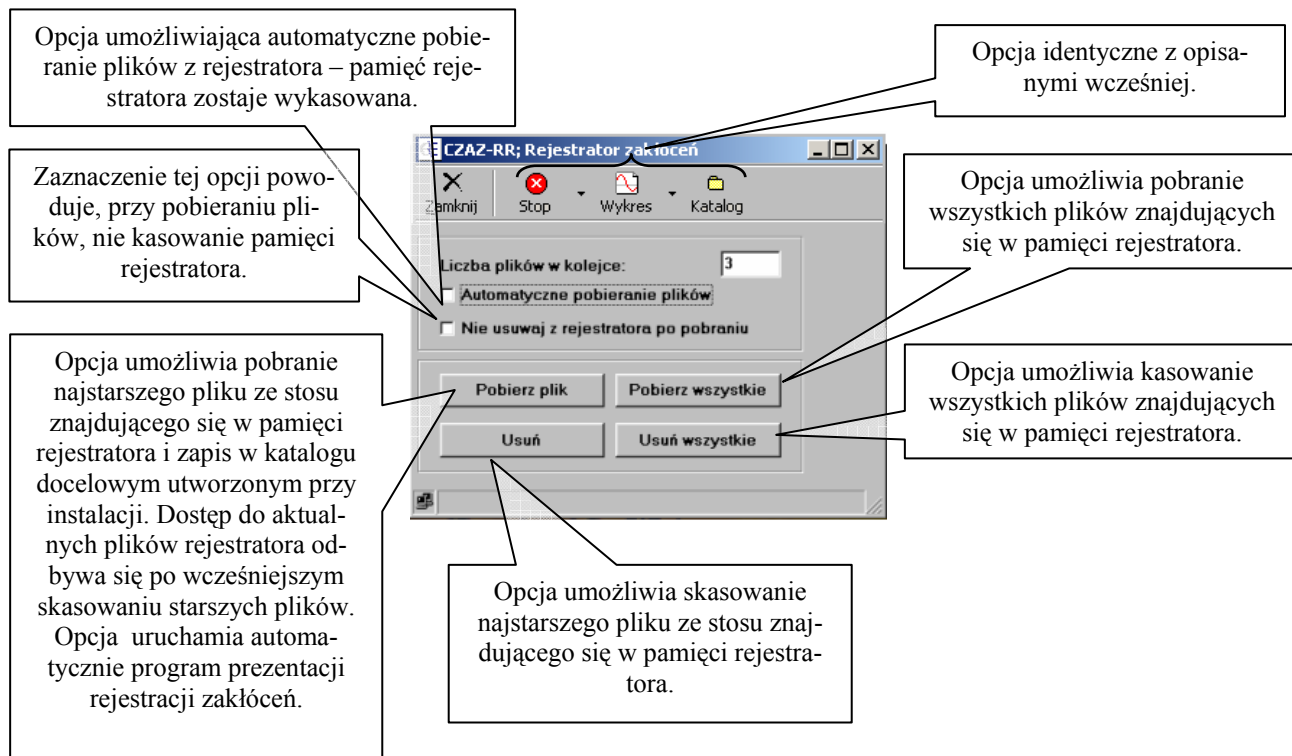 Opcja umożliwiająca automatyczne pobie-
ranie plików z rejestratora – pamięć reje-
stratora zostaje wykasowana.
Opcja identyczne z opisa-
nymi wcześniej.
Zaznaczenie tej opcji powo-
duje, przy pobieraniu pli-
ków, nie kasowanie pamięci
rejestratora.
CZAZ-RR; Rejestrator zakłóceń
Zamknij
Stop
Wykres
Katalog
Liczba plików w kolejce:
3
Automatyczne pobieranie plików
Nie usuwaj z rejestratora po pobraniu
Pobierz plik
Pobierz wszystkie
Usuń
Usuń wszystkie
Opcja umożliwia pobranie
wszystkich plików znajdujących
się w pamięci rejestratora.
Opcja umożliwia kasowanie
wszystkich plików znajdujących
się w pamięci rejestratora.
Opcja umożliwia pobranie
najstarszego pliku ze stosu
znajdującego się w pamięci
rejestratora i zapis w katalogu
docelowym utworzonym przy
instalacji. Dostęp do aktual-
nych plików rejestratora od-
bywa się po wcześniejszym
skasowaniu starszych plików.
Opcja uruchamia automa-
tycznie program prezentacji
rejestracji zakłóceń.
Opcja umożliwia skasowanie
najstarszego pliku ze stosu znaj-
dującego się w pamięci rejestra-
tora.